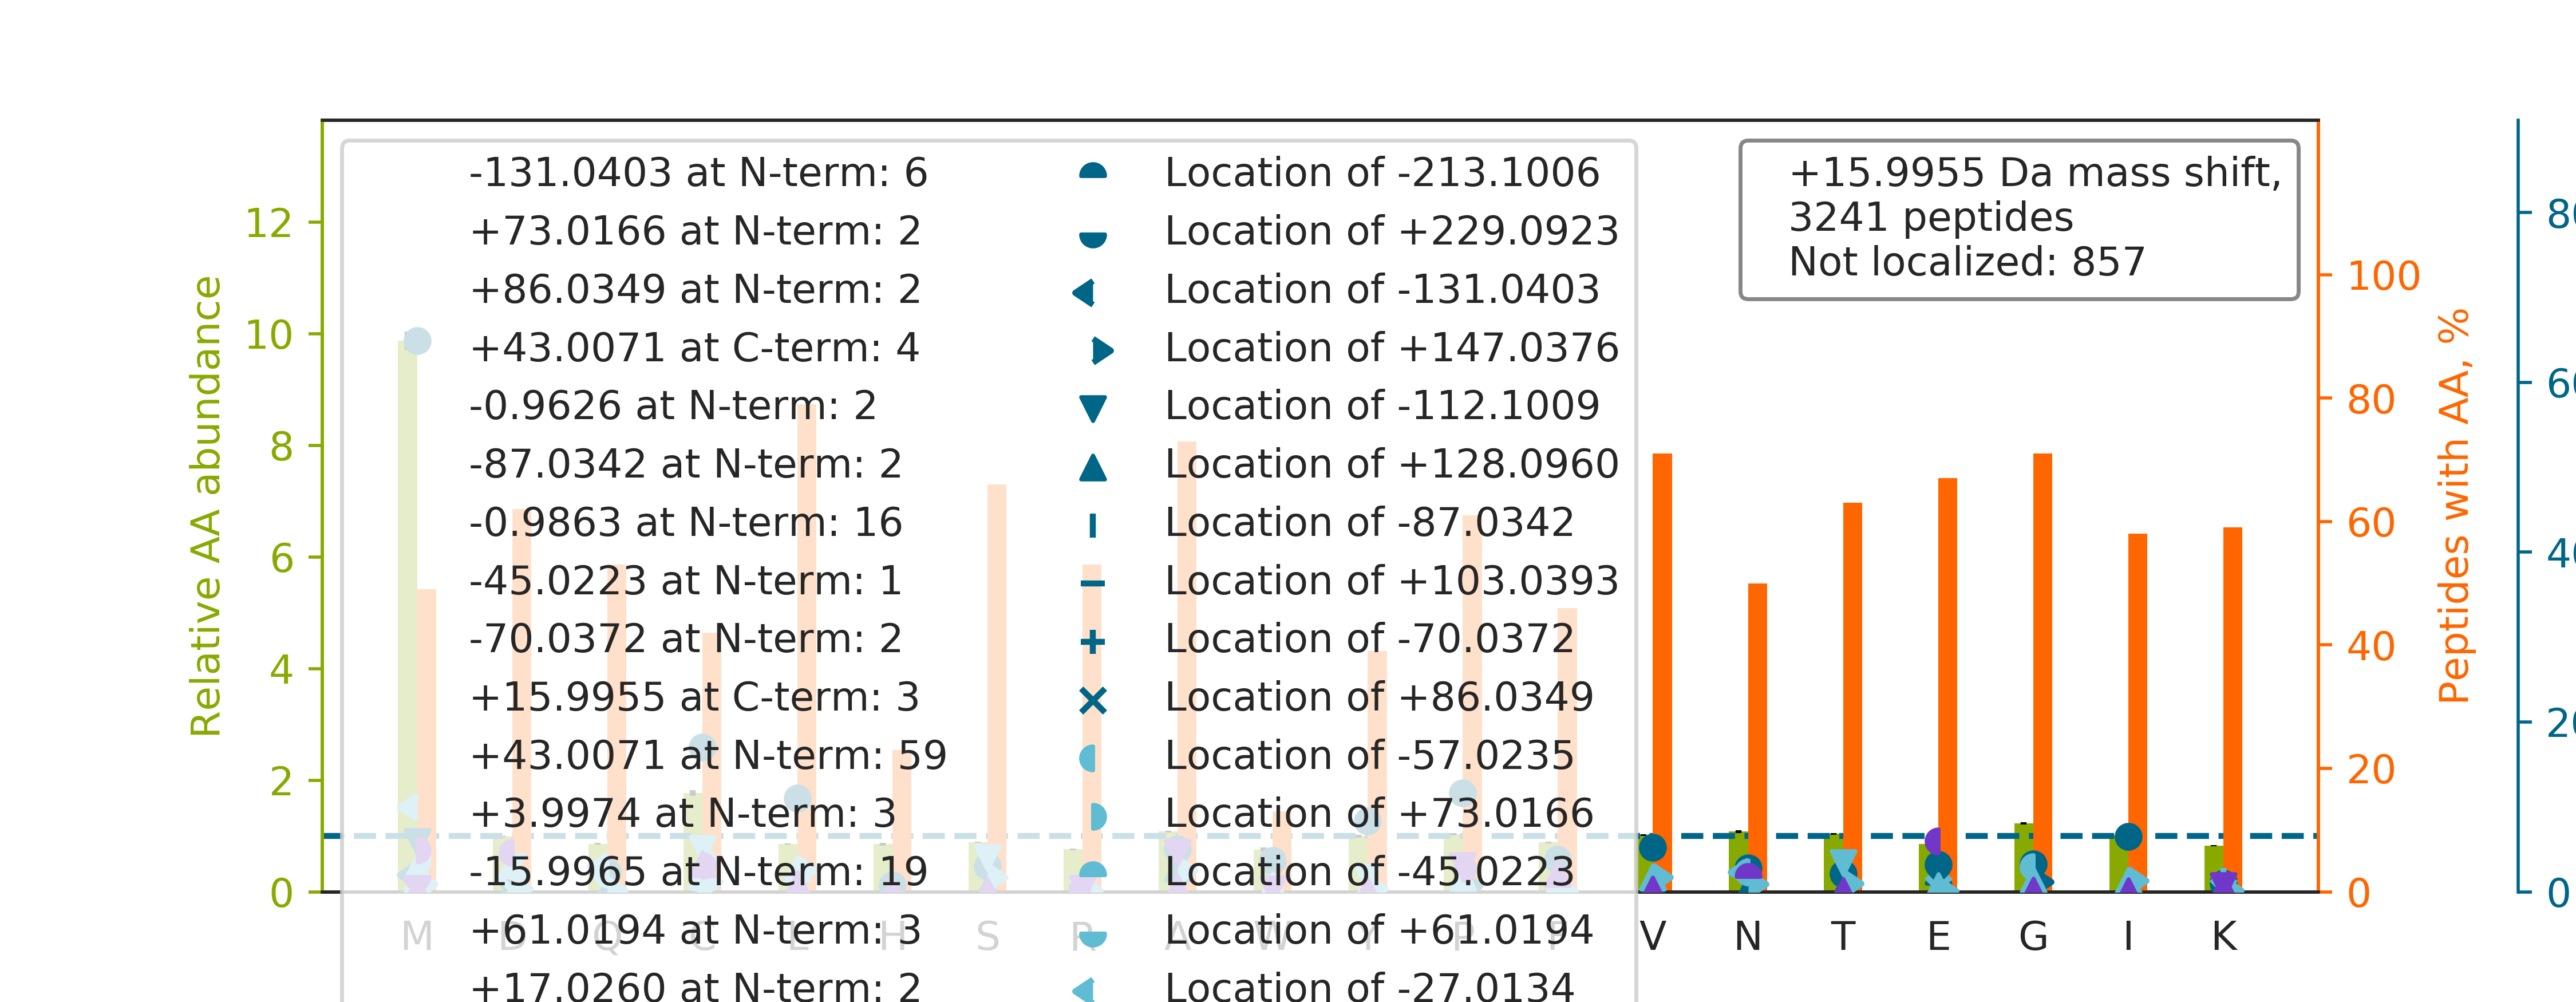 -131.0403 at N-term: 6
+73.0166 at N-term: 2
+86.0349 at N-term: 2
+43.0071 at C-term: 4
-0.9626 at N-term: 2
-87.0342 at N-term: 2
-0.9863 at N-term: 16
-45.0223 at N-term: 1
-70.0372 at N-term: 2
+15.9955 at C-term: 3
+43.0071 at N-term: 59
+3.9974 at N-term: 3
-15.9965 at N-term: 19
+61.0194 at N-term: 3
+17.0260 at N-term: 2
Location of -213.1006
Location of +229.0923
Location of -131.0403
Location of +147.0376
Location of -112.1009
Location of +128.0960
Location of -87.0342
Location of +103.0393
Location of -70.0372
Location of +86.0349
Location of -57.0235
Location of +73.0166
Location of -45.0223
Location of +61.0194
Location of -27.0134
+15.9955 Da mass shift,
3241 peptides
Not localized: 857
Relative AA abundance
12
10
8
6
4
2
0
Peptides with AA, %
100
80
60
40
20
0
0
M D Q C L H S R A W Y P F V N T E G I K